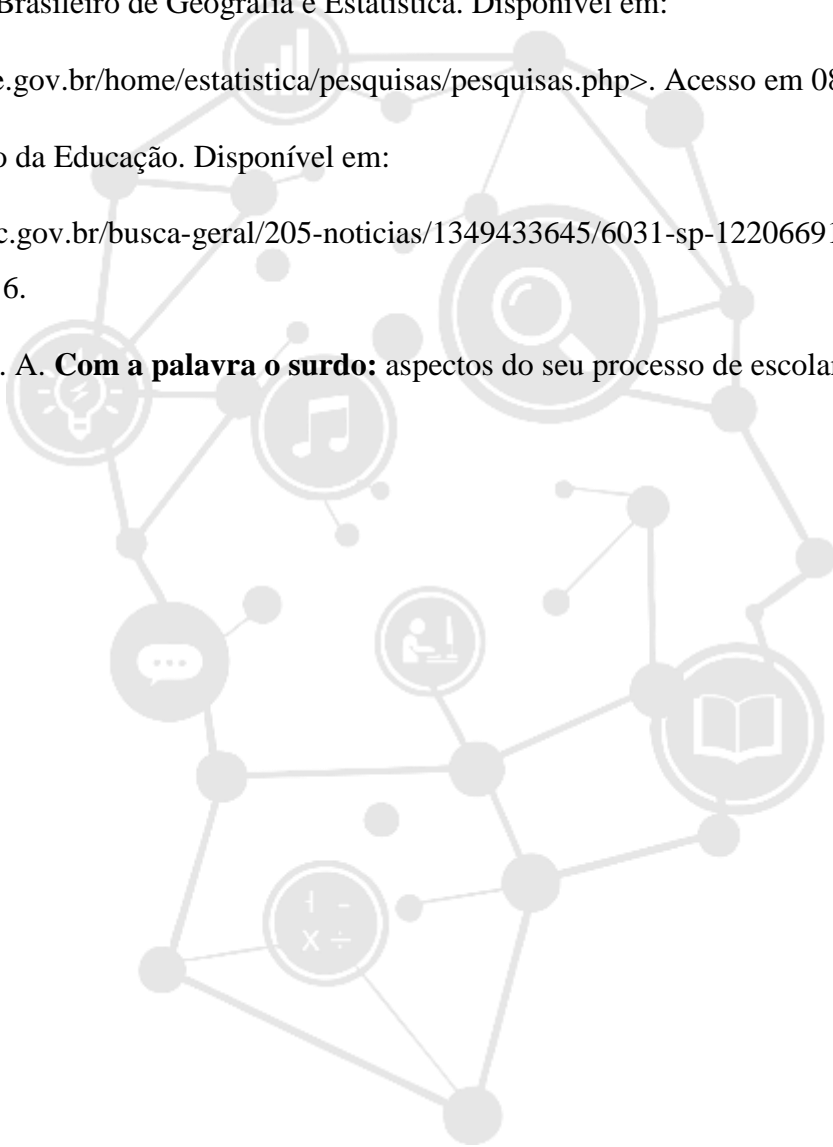 Brasileiro de Geografia e Estatística. Disponível em:
e.gov.br/home/estatistica/pesquisas/pesquisas.php>. Acesso em 08
o da Educação. Disponível em:
c.gov.br/busca-geral/205-noticias/1349433645/6031-sp-12206691
6.
. A. Com a palavra o surdo: aspectos do seu processo de escolar
+ -
x ÷